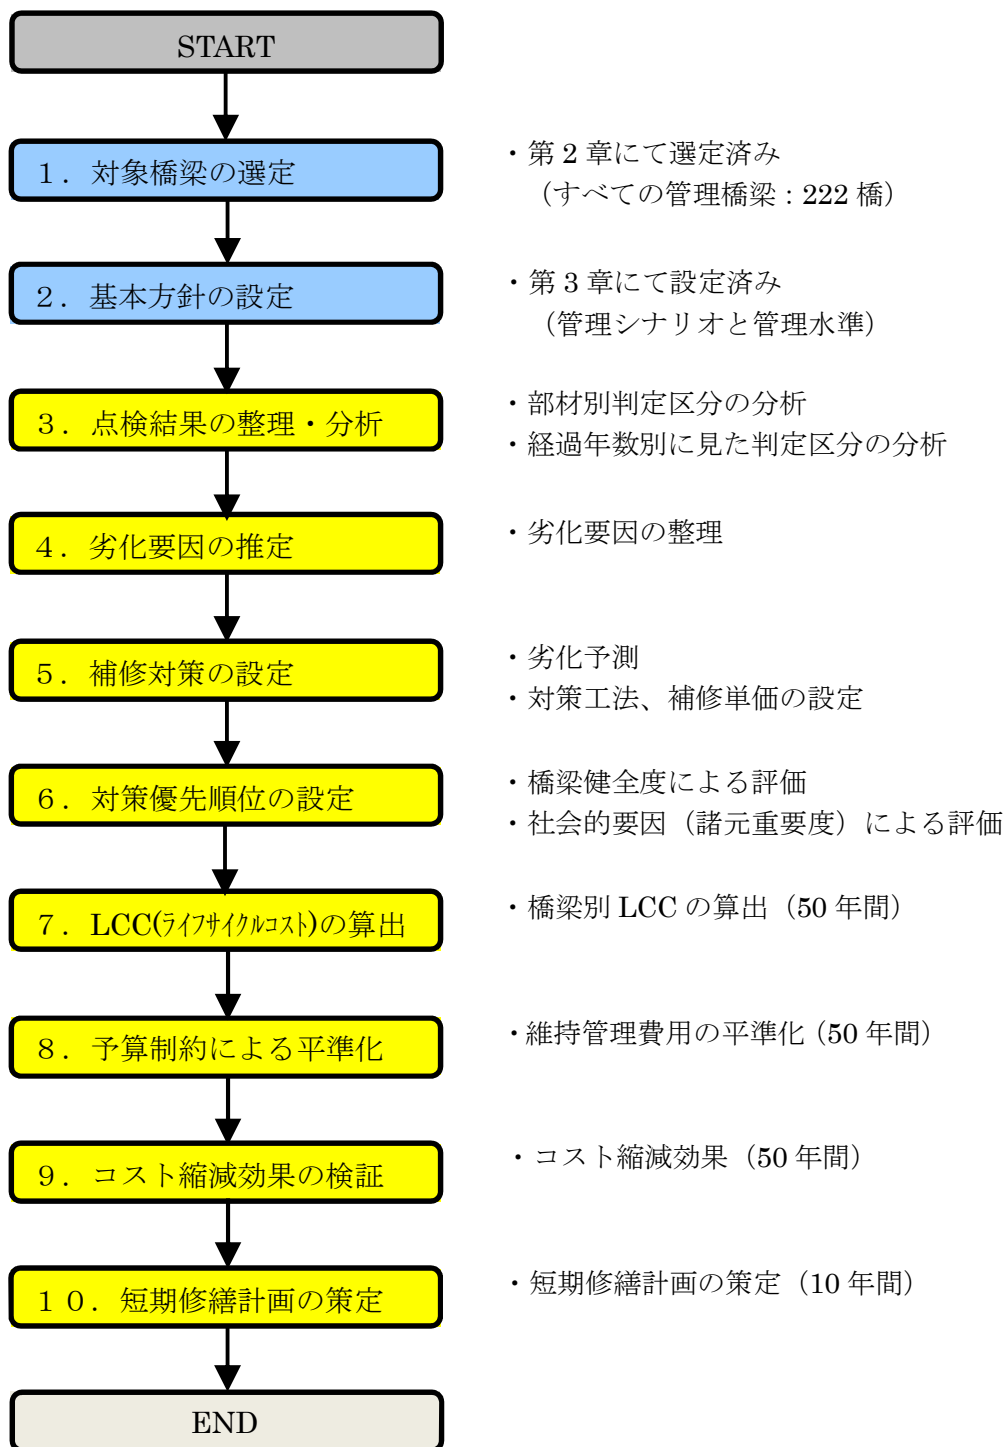 START
１．対象橋梁の選定
・第 2 章にて選定済み
（すべての管理橋梁：222 橋）
２．基本方針の設定
・第 3 章にて設定済み
（管理シナリオと管理水準）
３．点検結果の整理・分析
・部材別判定区分の分析
・経過年数別に見た判定区分の分析
４．劣化要因の推定
・劣化要因の整理
５．補修対策の設定
・劣化予測
・対策工法、補修単価の設定
６．対策優先順位の設定
・橋梁健全度による評価
・社会的要因（諸元重要度）による評価
７．LCC(ﾗｲﾌｻｲｸﾙｺｽﾄ)の算出
・橋梁別 LCC の算出（50 年間）
８．予算制約による平準化
・維持管理費用の平準化（50 年間）
９．コスト縮減効果の検証
・コスト縮減効果（50 年間）
１０．短期修繕計画の策定
・短期修繕計画の策定（10 年間）
END